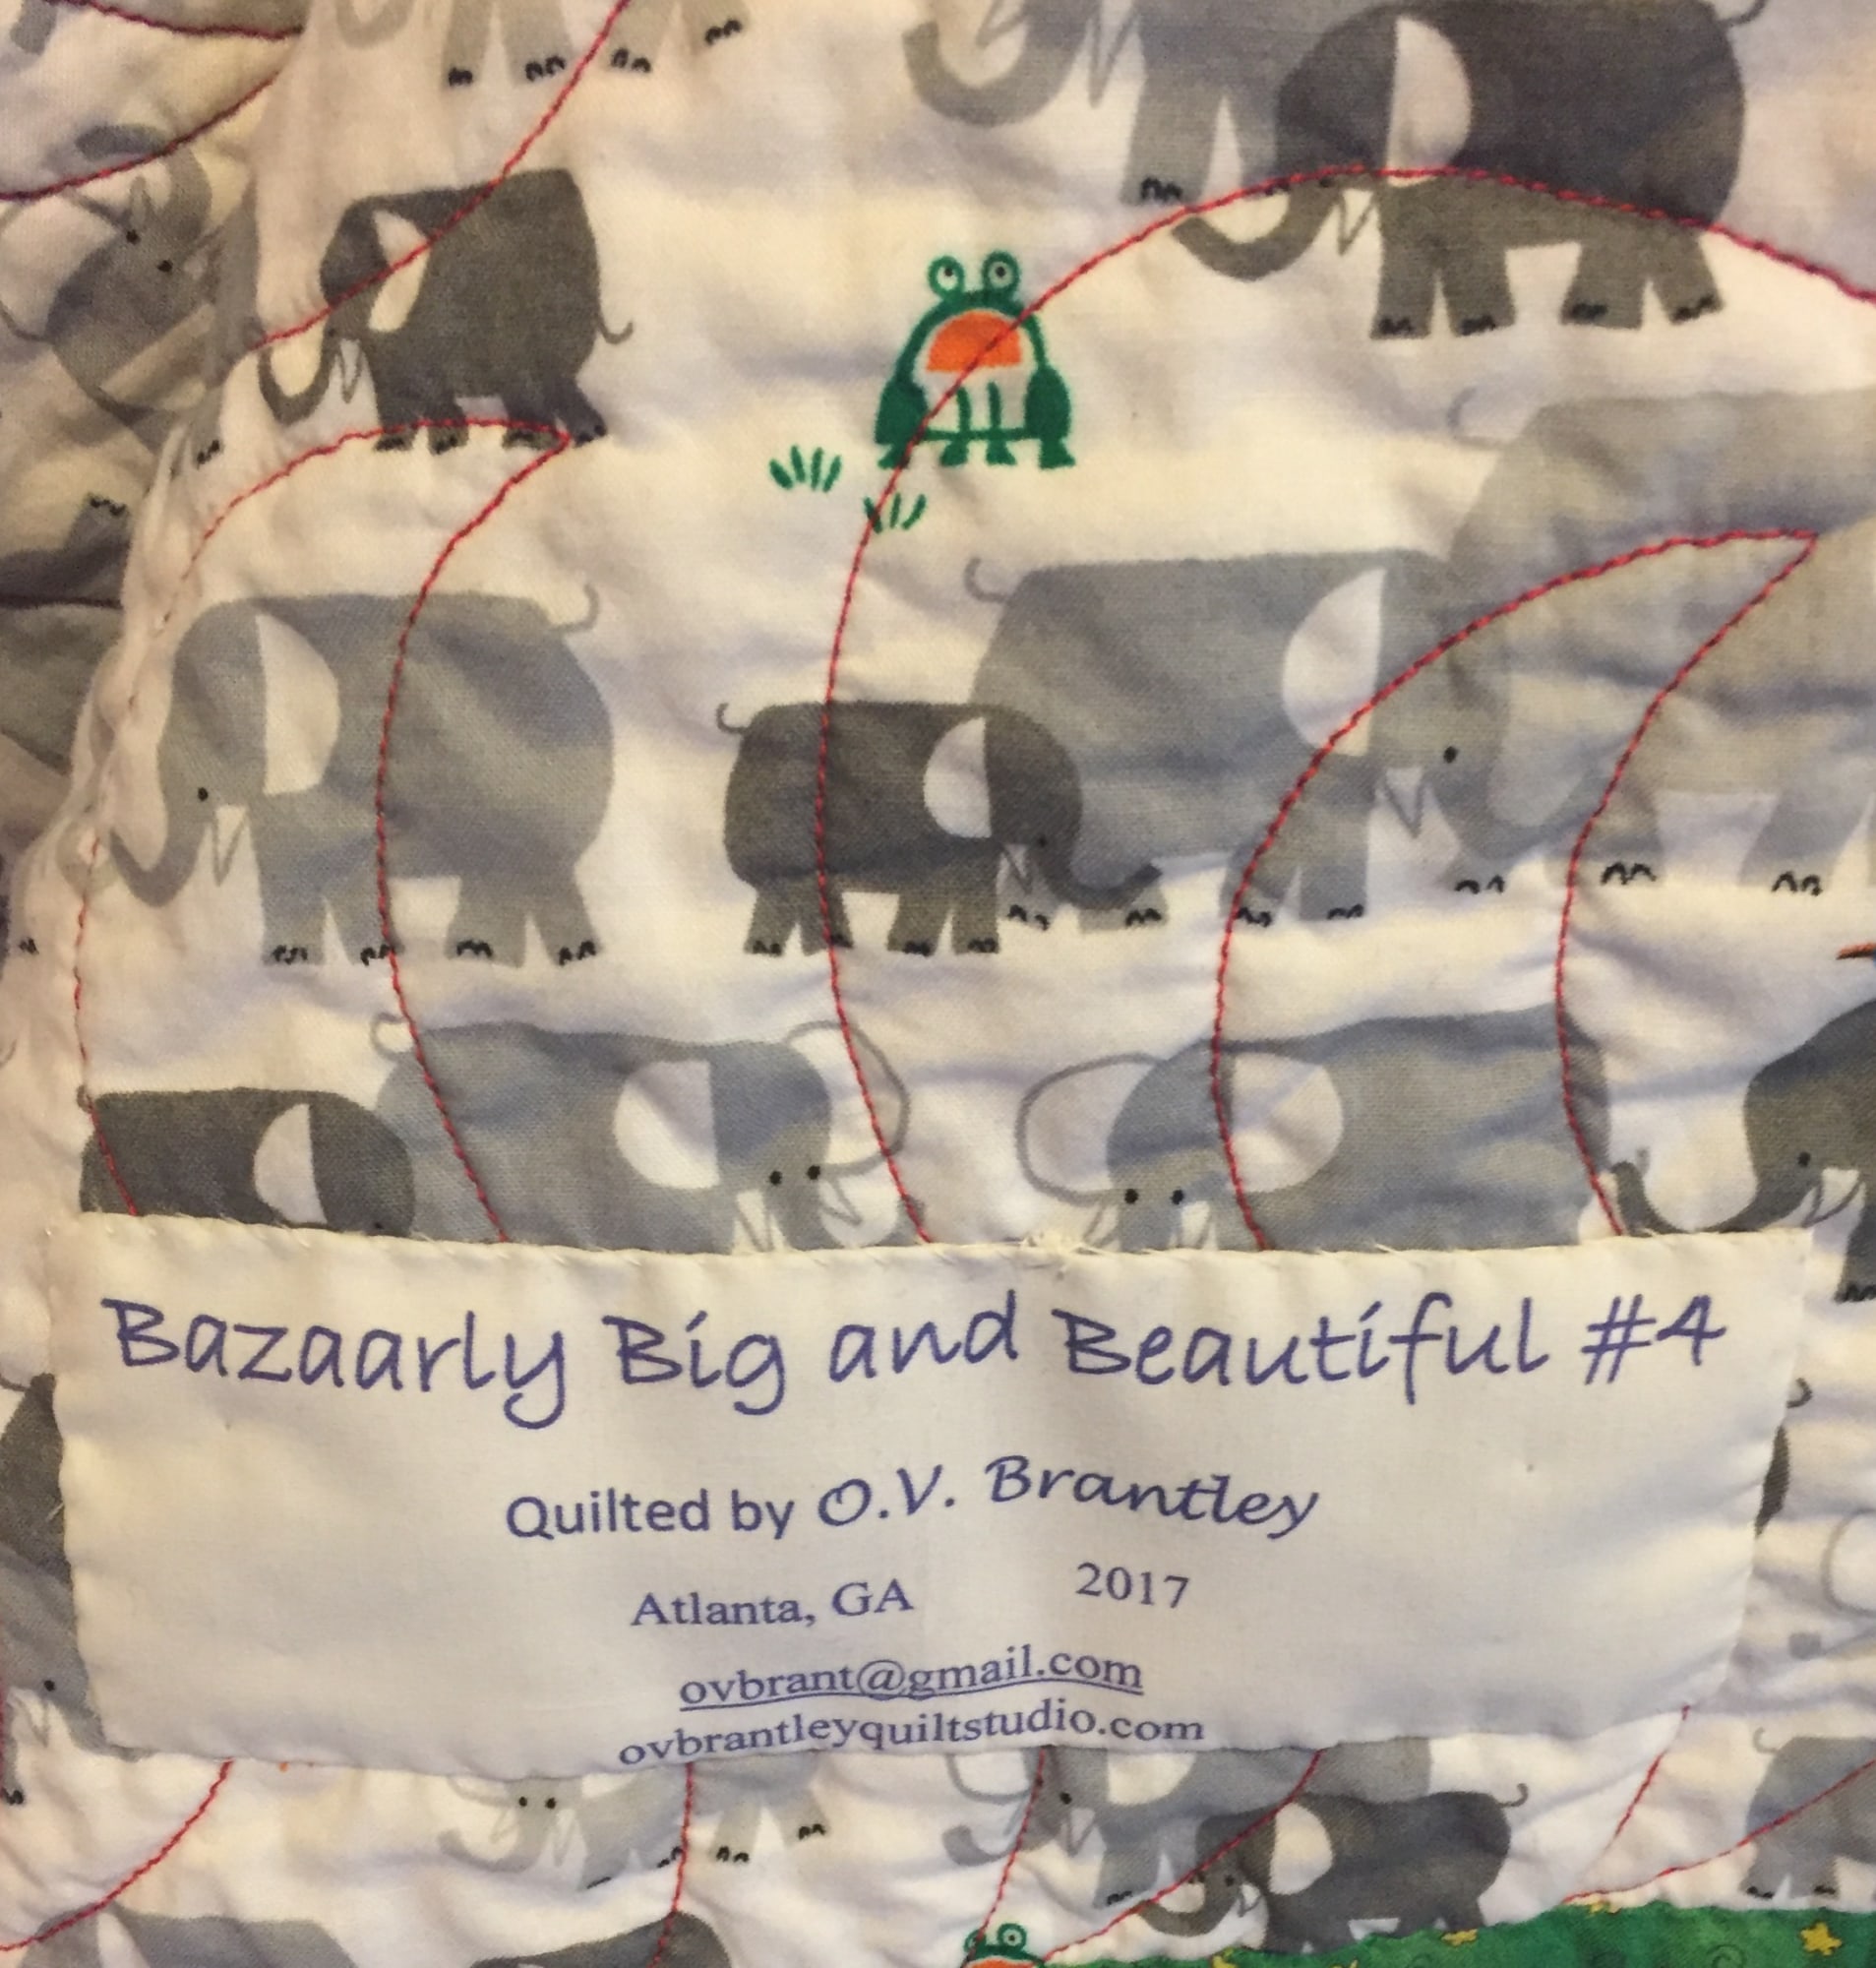 Bazaarly Big and Beautiful #4
Quilted by O.V. Brantley
Atlanta, GA 2017
ovbrant@gmail.com
ovbrantleyquiltstudio.com